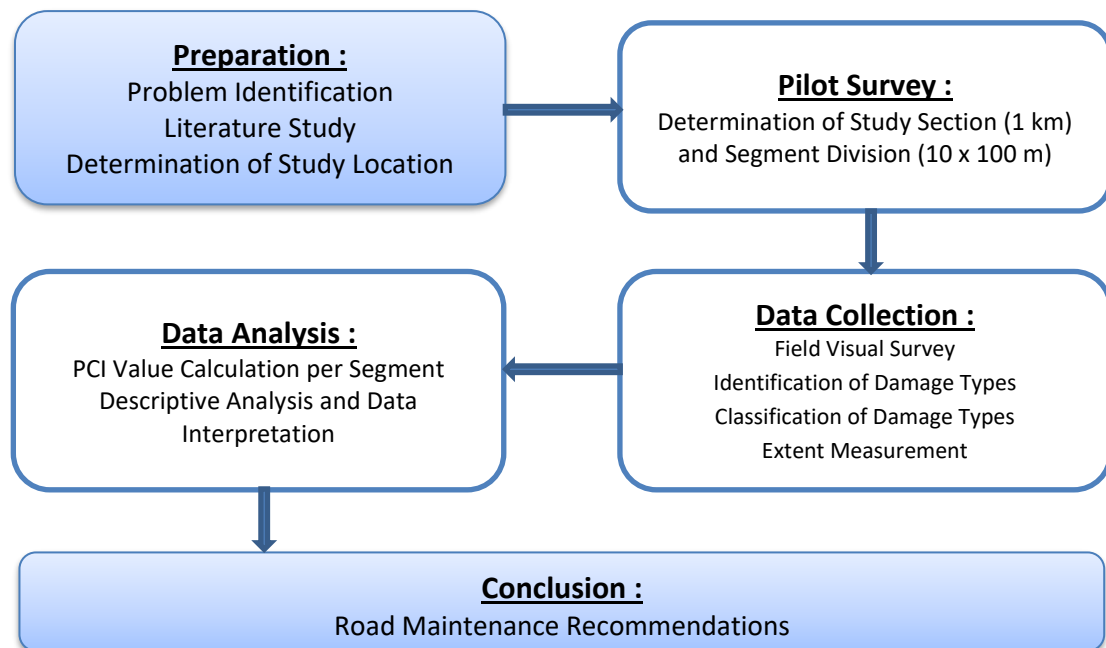 Preparation :
Problem Identification
Literature Study
Determination of Study Location
Pilot Survey :
Determination of Study Section (1 km)
and Segment Division (10 x 100 m)
Data Collection :
Field Visual Survey
Identification of Damage Types
Classification of Damage Types
Extent Measurement
Data Analysis :
PCI Value Calculation per Segment
Descriptive Analysis and Data
Interpretation
Conclusion :
Road Maintenance Recommendations